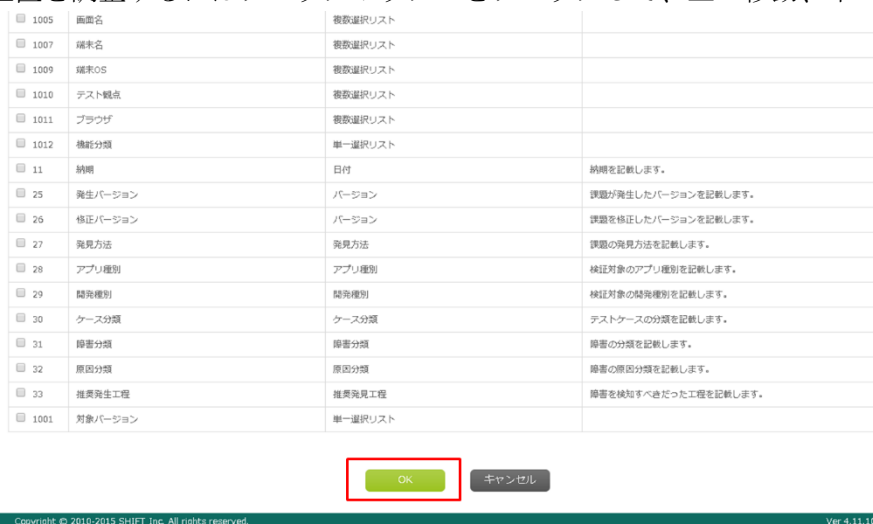 1005 画面名 複数選択リスト
1007 端末名 複数選択リスト
1009 端末OS 複数選択リスト
1010 テスト観点 複数選択リスト
1011 ブラウザ 複数選択リスト
1012 機能分類 単一選択リスト
11 納期 日付 納期を記載します。
25 発生バージョン バージョン 課題が発生したバージョンを記載します。
26 修正バージョン バージョン 課題を修正したバージョンを記載します。
27 発見方法 発見方法 課題の発見方法を記載します。
28 アプリ種別 アプリ種別 検証対象のアプリ種別を記載します。
29 開発種別 開発種別 検証対象の開発種別を記載します。
30 ケース分類 ケース分類 テストケースの分類を記載します。
31 障害分類 障害分類 障害の分類を記載します。
32 原因分類 原因分類 障害の原因分類を記載します。
33 推奨発生工程 推奨発見工程 障害を検知すべきだった工程を記載します。
1001 対象バージョン 単一選択リスト
OK キャンセル
Copyright © 2010-2015 SHIFT Inc. All rights reserved. Ver 4.11.10